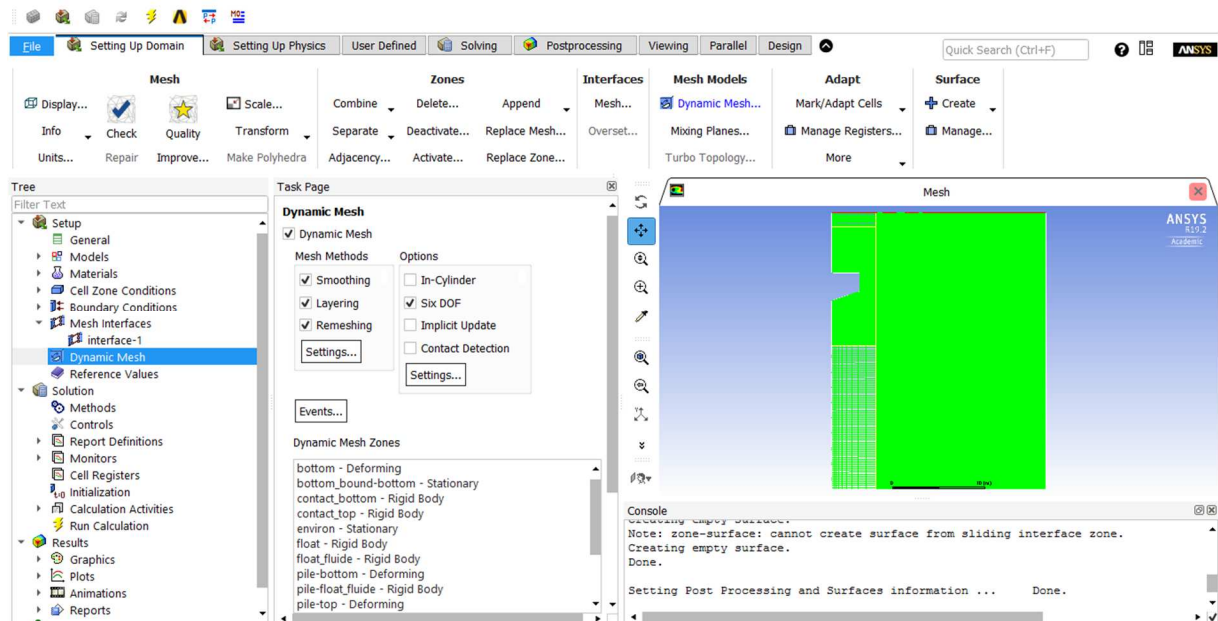 File Setting Up Domain Setting Up Physics User Defined Solving Postprocessing Viewing Parallel Design Quick Search (Ctrl+F) ANSYS
Mesh Zones Interfaces Mesh Models Adapt Surface
Display... Scale... Combine Delete... Append Mesh... Dynamic Mesh... Mark/Adapt Cells Create
Info Check Quality Transform Separate Deactivate... Replace Mesh... Overset... Mixing Planes... Manage Registers... Manage...
Units... Repair Improve... Make Polyhedra Adjacency... Activate... Replace Zone... Turbo Topology... More
Tree
Filter Text
Setup
General
Models
Materials
Cell Zone Conditions
Boundary Conditions
Mesh Interfaces
interface-1
Dynamic Mesh
Reference Values
Solution
Methods
Controls
Report Definitions
Monitors
Cell Registers
t=0 Initialization
Calculation Activities
Run Calculation
Results
Graphics
Plots
Animations
Reports
Task Page
Dynamic Mesh
Dynamic Mesh
Mesh Methods Options
Smoothing In-Cylinder
Layering Six DOF
Remeshing Implicit Update
Settings... Contact Detection
Settings...
Events...
Dynamic Mesh Zones
bottom - Deforming
bottom_bound-bottom - Stationary
contact_bottom - Rigid Body
contact_top - Rigid Body
environ - Stationary
float - Rigid Body
float_fluide - Rigid Body
pile-bottom - Deforming
pile-float_fluide - Rigid Body
pile-top - Deforming
Mesh
ANSYS
R19.2
Academic
0 10 (m)
Console
Creating empty surface.
Note: zone-surface: cannot create surface from sliding interface zone.
Creating empty surface.
Done.
Setting Post Processing and Surfaces information ... Done.